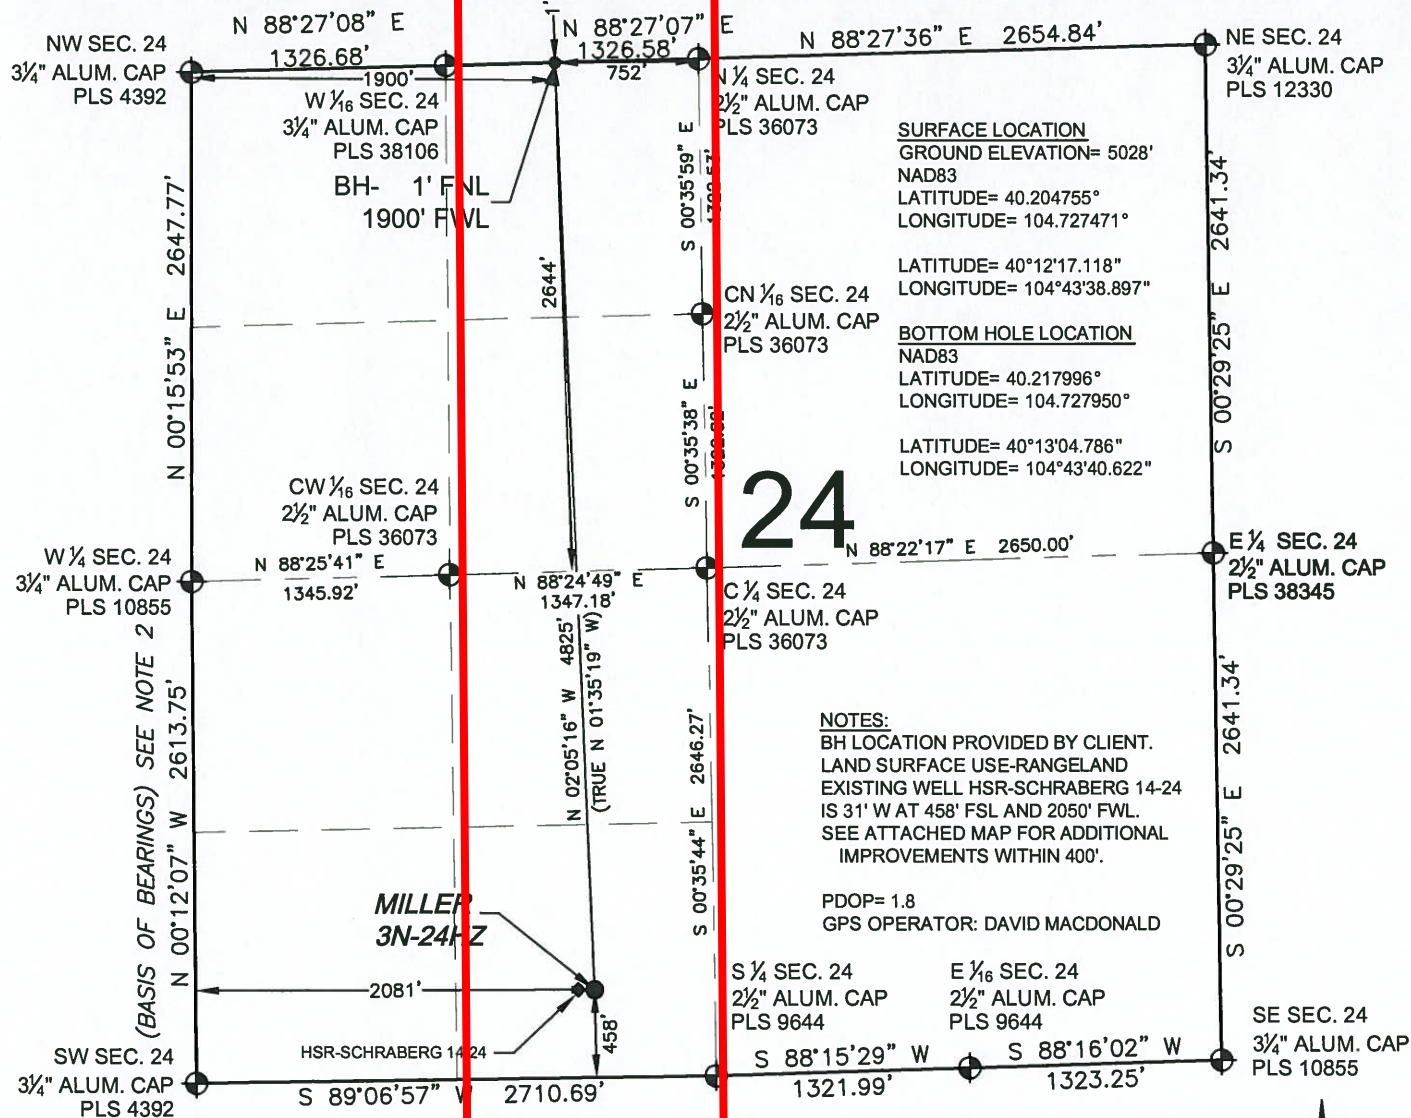 N 88°27'08" E
1326.68'
1'
N 88°27'07" E
1326.58'
752'
N 88°27'36" E 2654.84'
NW SEC. 24
3¼" ALUM. CAP
PLS 4392
1900'
W 1/16 SEC. 24
3¼" ALUM. CAP
PLS 38106
N ¼ SEC. 24
2½" ALUM. CAP
PLS 36073
NE SEC. 24
3¼" ALUM. CAP
PLS 12330
BH- 1' FNL
1900' FWL
SURFACE LOCATION
GROUND ELEVATION= 5028'
NAD83
LATITUDE= 40.204755°
LONGITUDE= 104.727471°
LATITUDE= 40°12'17.118"
LONGITUDE= 104°43'38.897"
BOTTOM HOLE LOCATION
NAD83
LATITUDE= 40.217996°
LONGITUDE= 104.727950°
LATITUDE= 40°13'04.786"
LONGITUDE= 104°43'40.622"
N 00°15'53" E 2647.77'
2644'
S 00°35'59" E
CN 1/16 SEC. 24
2½" ALUM. CAP
PLS 36073
S 00°35'38" E
S 00°29'25" E 2641.34'
24
CW 1/16 SEC. 24
2½" ALUM. CAP
PLS 36073
W ¼ SEC. 24
3¼" ALUM. CAP
PLS 10855
N 88°25'41" E
1345.92'
N 88°24'49" E
1347.18'
N 88°22'17" E 2650.00'
C ¼ SEC. 24
2½" ALUM. CAP
PLS 36073
E ¼ SEC. 24
2½" ALUM. CAP
PLS 38345
(BASIS OF BEARINGS) SEE NOTE 2
N 00°12'07" W 2613.75'
N 02°05'16" W 4825'
(TRUE N 01°35'19" W)
S 00°35'44" E 2646.27'
S 00°29'25" E 2641.34'
NOTES:
BH LOCATION PROVIDED BY CLIENT.
LAND SURFACE USE-RANGELAND
EXISTING WELL HSR-SCHRABERG 14-24
IS 31' W AT 458' FSL AND 2050' FWL.
SEE ATTACHED MAP FOR ADDITIONAL
IMPROVEMENTS WITHIN 400'.
PDOP= 1.8
GPS OPERATOR: DAVID MACDONALD
MILLER
3N-24HZ
2081'
458'
HSR-SCHRABERG 14-24
S ¼ SEC. 24
2½" ALUM. CAP
PLS 9644
E 1/16 SEC. 24
2½" ALUM. CAP
PLS 9644
SW SEC. 24
3¼" ALUM. CAP
PLS 4392
S 89°06'57" W 2710.69'
S 88°15'29" W
1321.99'
S 88°16'02" W
1323.25'
SE SEC. 24
3¼" ALUM. CAP
PLS 10855